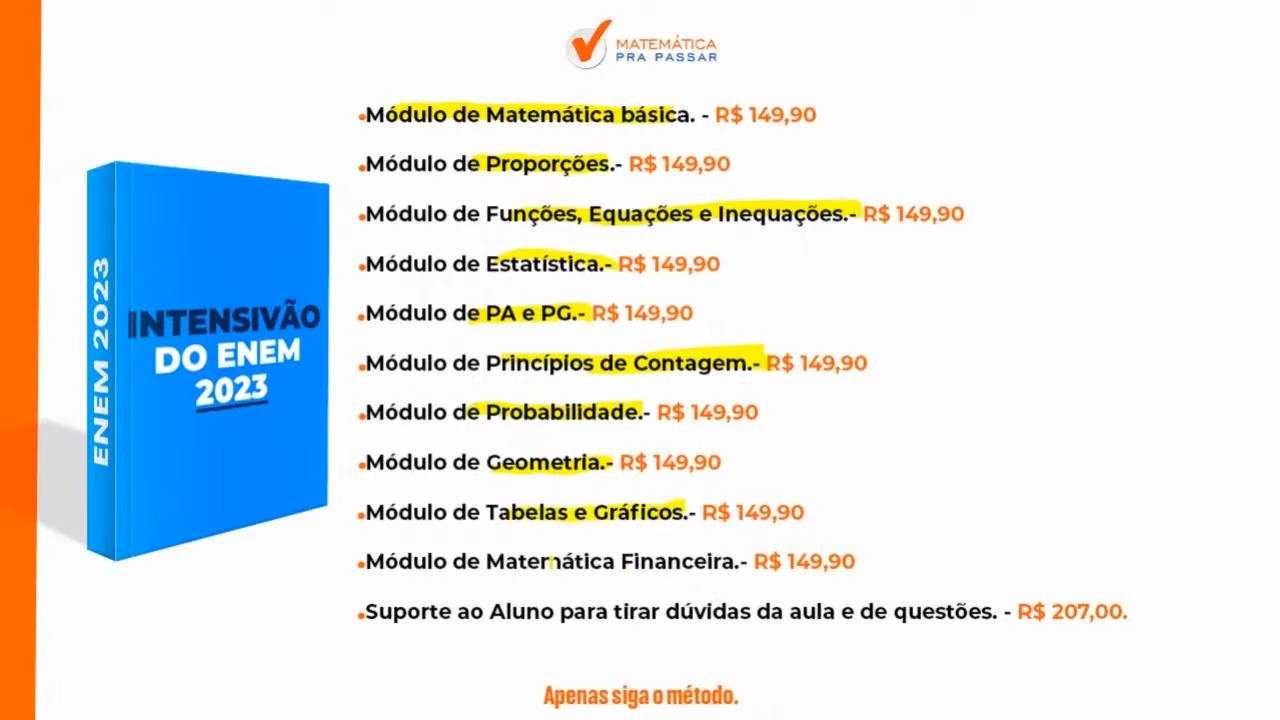 MATEMÁTICA
PRA PASSAR
•Módulo de Matemática básica. - R$ 149,90
•Módulo de Proporções.- R$ 149,90
•Módulo de Funções, Equações e Inequações.- R$ 149,90
•Módulo de Estatística.- R$ 149,90
•Módulo de PA e PG.- R$ 149,90
•Módulo de Princípios de Contagem.- R$ 149,90
•Módulo de Probabilidade.- R$ 149,90
•Módulo de Geometria.- R$ 149,90
•Módulo de Tabelas e Gráficos.- R$ 149,90
•Módulo de Matemática Financeira.- R$ 149,90
•Suporte ao Aluno para tirar dúvidas da aula e de questões. - R$ 207,00.
ENEM 2023
INTENSIVÃO
DO ENEM
2023
Apenas siga o método.